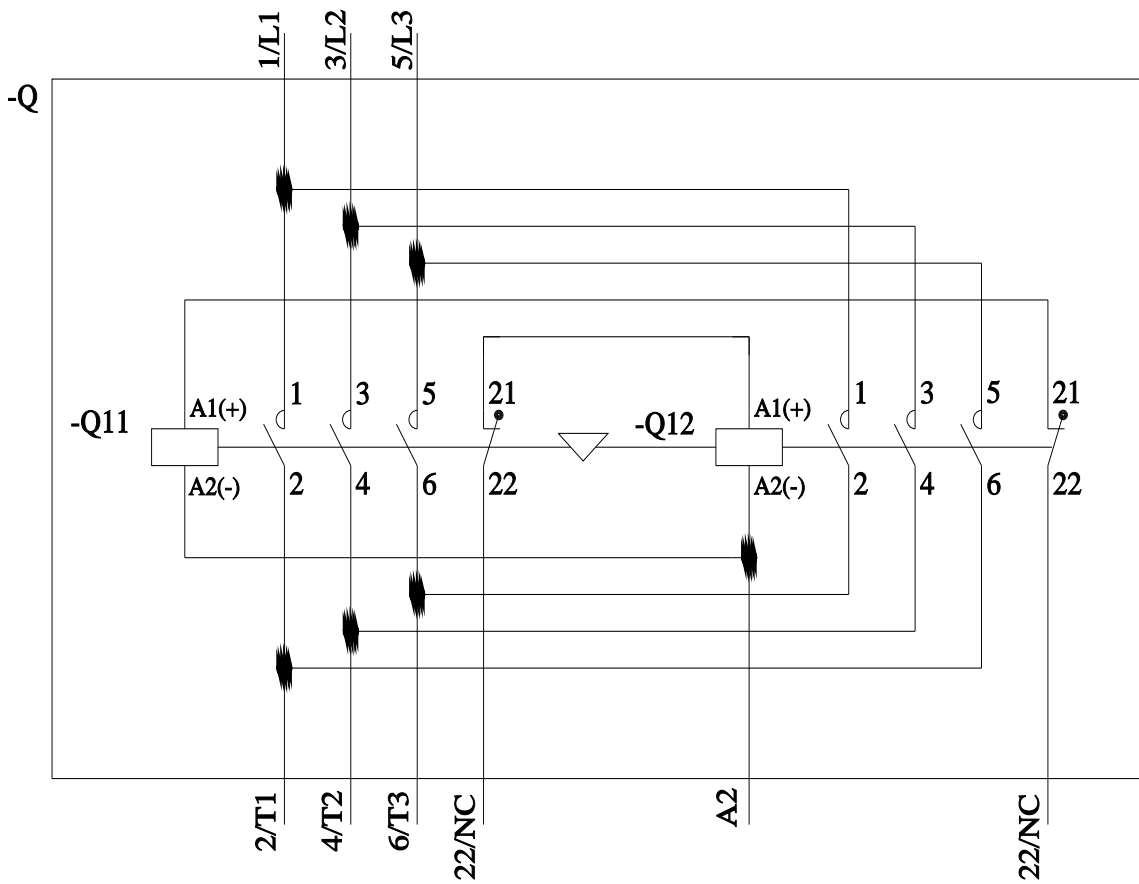 1/L1
3/L2
5/L3
-Q
1
3
5
21
1
3
5
21
A1(+)
A1(+)
-Q11
-Q12
A2(-)
2
4
6
22
A2(-)
2
4
6
22
2/T1
4/T2
6/T3
22/NC
A2
22/NC